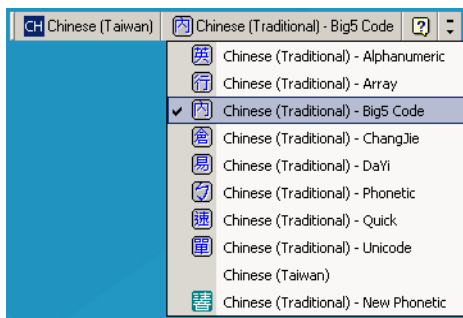 CH Chinese (Taiwan) 內 Chinese (Traditional) - Big5 Code ?
英 Chinese (Traditional) - Alphanumeric
行 Chinese (Traditional) - Array
內 Chinese (Traditional) - Big5 Code
倉 Chinese (Traditional) - ChangJie
易 Chinese (Traditional) - DaYi
ㄅ Chinese (Traditional) - Phonetic
速 Chinese (Traditional) - Quick
單 Chinese (Traditional) - Unicode
Chinese (Taiwan)
Chinese (Traditional) - New Phonetic